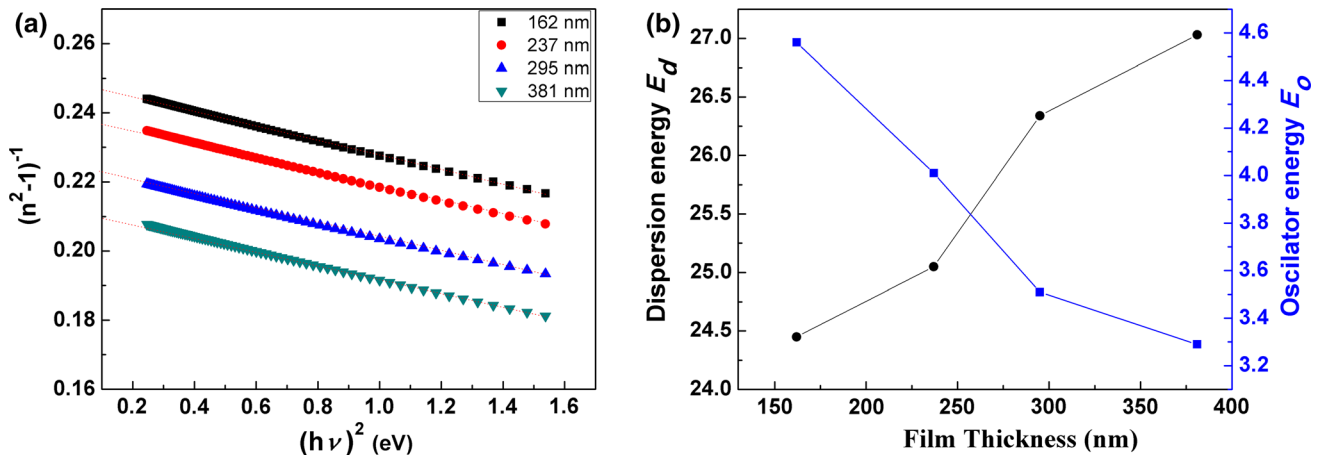 (a)
0.26
0.24
0.22
0.20
0.18
0.16
(n²-1)⁻¹
162 nm
237 nm
295 nm
381 nm
0.2 0.4 0.6 0.8 1.0 1.2 1.4 1.6
(hν)² (eV)
(b)
27.0
26.5
26.0
25.5
25.0
24.5
24.0
Dispersion energy E_d
4.6
4.4
4.2
4.0
3.8
3.6
3.4
3.2
Oscilator energy E_o
150 200 250 300 350 400
Film Thickness (nm)